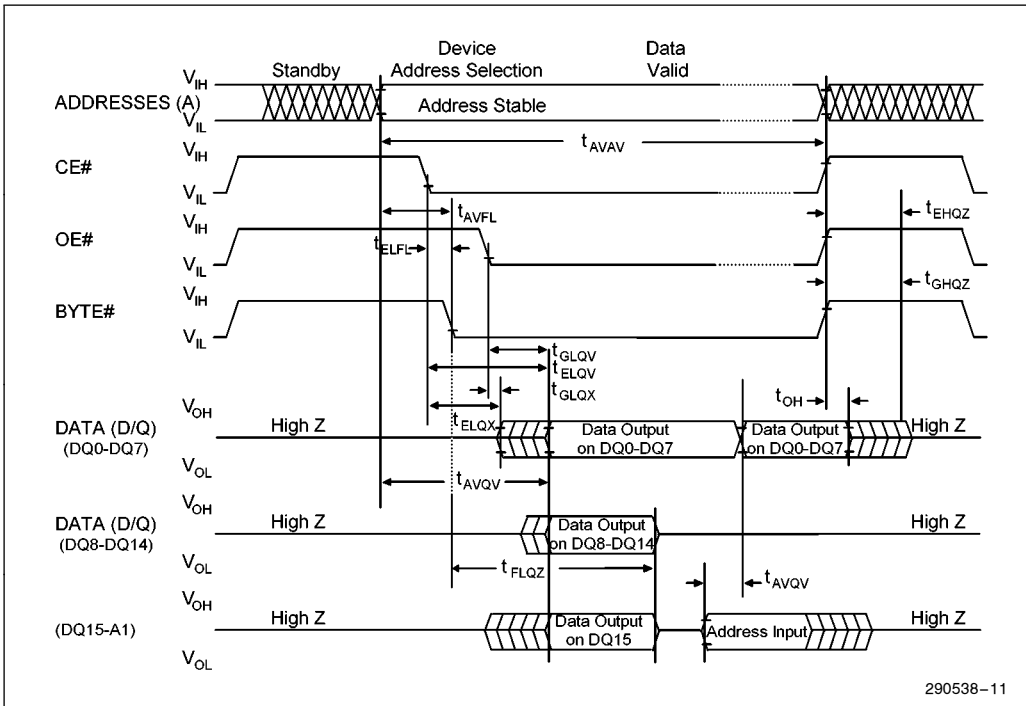 Device Address Selection
Data Valid
Standby
ADDRESSES (A)
VIH
VIL
Address Stable
tAVAV
CE#
VIH
VIL
tAVFL
tEHQZ
OE#
VIH
VIL
tELFL
tGHQZ
BYTE#
VIH
VIL
tGLQV
tELQV
tGLQX
tOH
tELQX
DATA (D/Q)
(DQ0-DQ7)
VOH
VOL
High Z
Data Output on DQ0-DQ7
Data Output on DQ0-DQ7
High Z
tAVQV
DATA (D/Q)
(DQ8-DQ14)
VOH
VOL
High Z
Data Output on DQ8-DQ14
High Z
tFLQZ
tAVQV
(DQ15-A1)
VOH
VOL
High Z
Data Output on DQ15
Address Input
High Z
290538-11